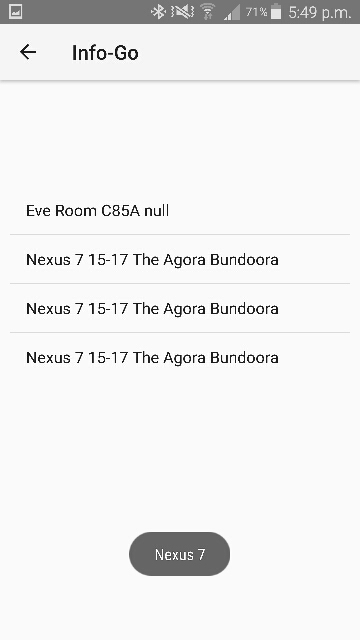 71% 5:49 p.m.
Info-Go
Eve Room C85A null
Nexus 7 15-17 The Agora Bundoora
Nexus 7 15-17 The Agora Bundoora
Nexus 7 15-17 The Agora Bundoora
Nexus 7